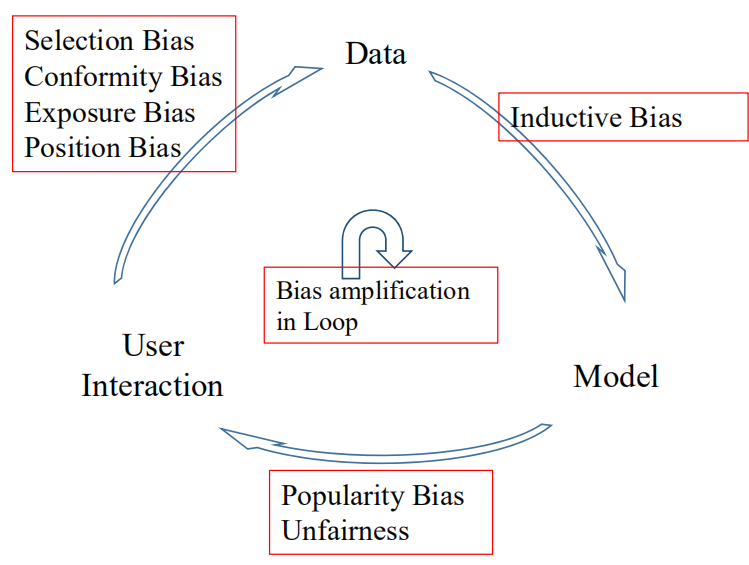 Selection Bias
Conformity Bias
Exposure Bias
Position Bias
Data
Inductive Bias
Bias amplification
in Loop
User
Interaction
Model
Popularity Bias
Unfairness